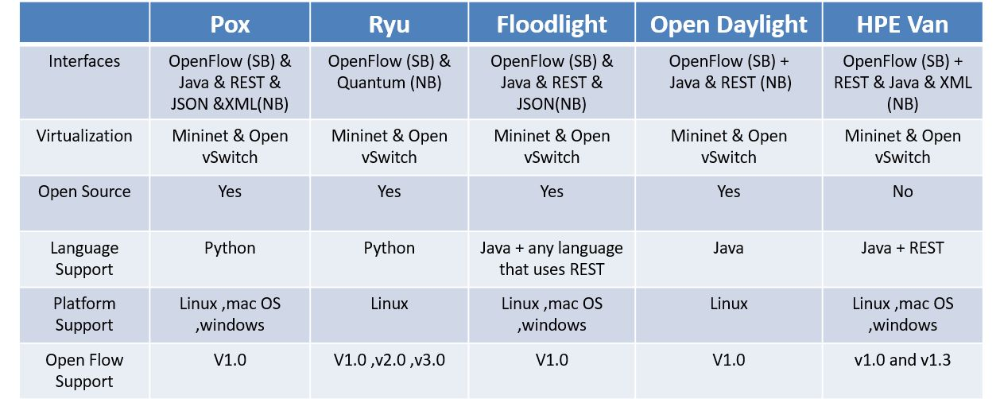 Pox Ryu Floodlight Open Daylight HPE Van
Interfaces
OpenFlow (SB) &
Java & REST &
JSON &XML(NB)
OpenFlow (SB) &
Quantum (NB)
OpenFlow (SB) &
Java & REST &
JSON(NB)
OpenFlow (SB) +
Java & REST (NB)
OpenFlow (SB) +
REST & Java & XML
(NB)
Virtualization
Mininet & Open
vSwitch
Mininet & Open
vSwitch
Mininet & Open
vSwitch
Mininet & Open
vSwitch
Mininet & Open
vSwitch
Open Source
Yes
Yes
Yes
Yes
No
Language
Support
Python
Python
Java + any language
that uses REST
Java
Java + REST
Platform
Support
Linux ,mac OS
,windows
Linux
Linux ,mac OS
,windows
Linux
Linux ,mac OS
,windows
Open Flow
Support
V1.0
V1.0 ,v2.0 ,v3.0
V1.0
V1.0
v1.0 and v1.3